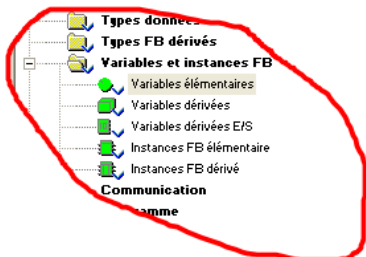 Types données
Types FB dérivés
Variables et instances FB
Variables élémentaires
Variables dérivées
Variables dérivées E/S
Instances FB élémentaire
Instances FB dérivé
Communication